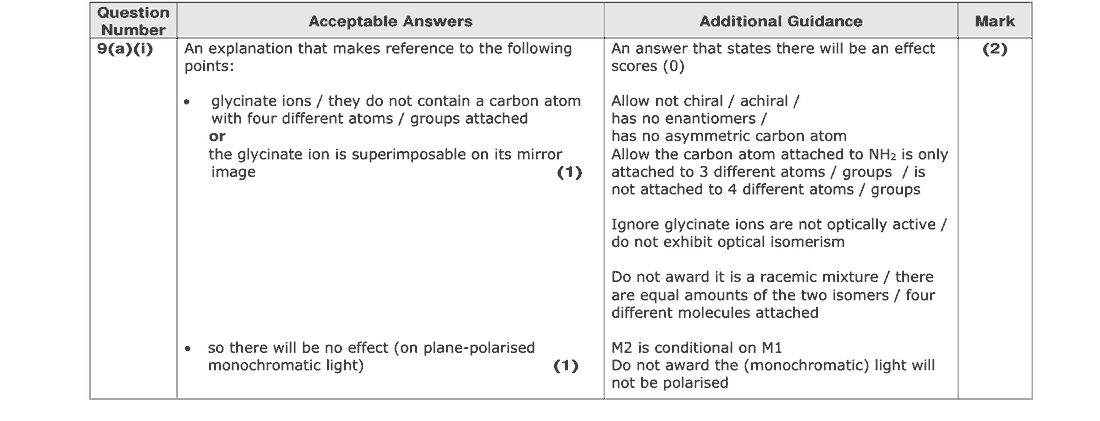 Question Number
Acceptable Answers
Additional Guidance
Mark
9(a)(i)
An explanation that makes reference to the following
points:
• glycinate ions / they do not contain a carbon atom
with four different atoms / groups attached
or
the glycinate ion is superimposable on its mirror
image (1)
• so there will be no effect (on plane-polarised
monochromatic light) (1)
An answer that states there will be an effect
scores (0)
Allow not chiral / achiral /
has no enantiomers /
has no asymmetric carbon atom
Allow the carbon atom attached to NH₂ is only
attached to 3 different atoms / groups / is
not attached to 4 different atoms / groups
Ignore glycinate ions are not optically active /
do not exhibit optical isomerism
Do not award it is a racemic mixture / there
are equal amounts of the two isomers / four
different molecules attached
M2 is conditional on M1
Do not award the (monochromatic) light will
not be polarised
(2)